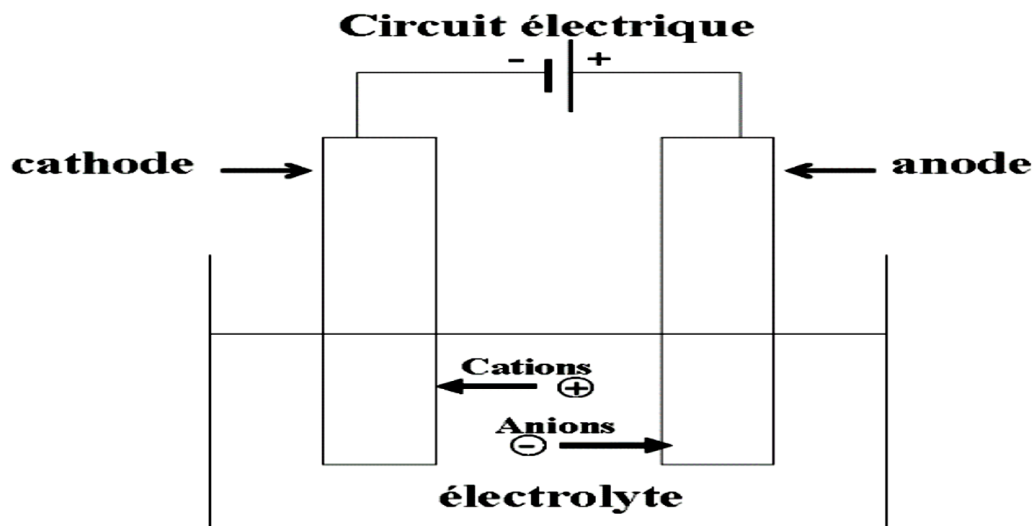 Circuit électrique
- +
cathode
anode
Cations
+
Anions
-
électrolyte